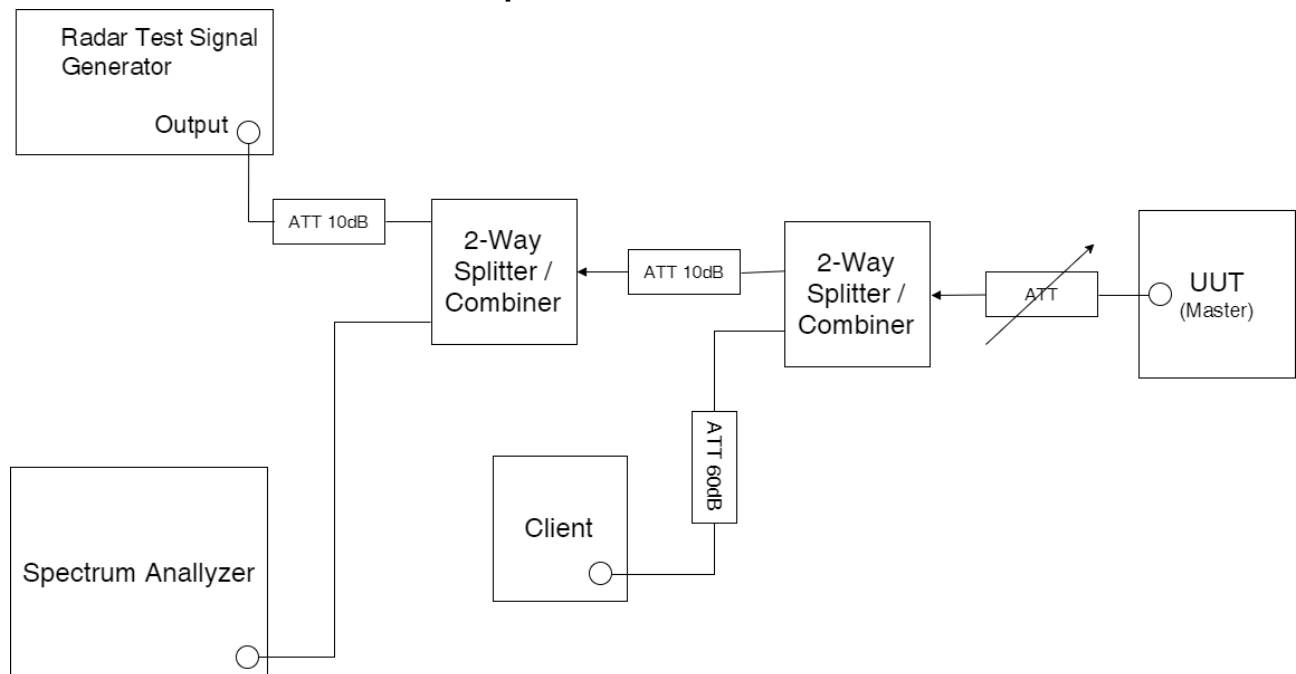 Radar Test Signal
Generator
Output
ATT 10dB
2-Way
Splitter /
Combiner
ATT 10dB
2-Way
Splitter /
Combiner
ATT
UUT
(Master)
ATT 60dB
Client
Spectrum Anallyzer